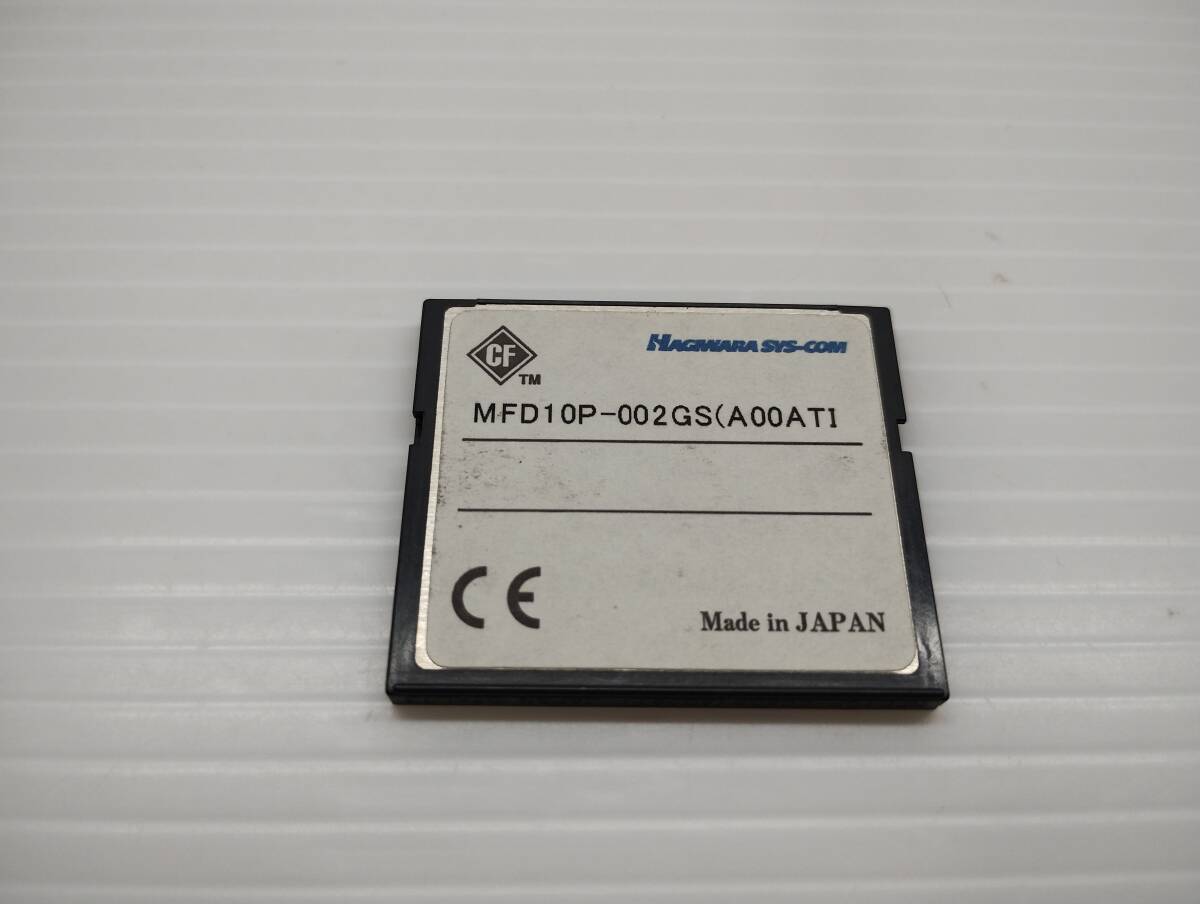 CF
TM
HAGIWARA SYS-COM
MFD10P-002GS(A00ATI
CE
Made in JAPAN